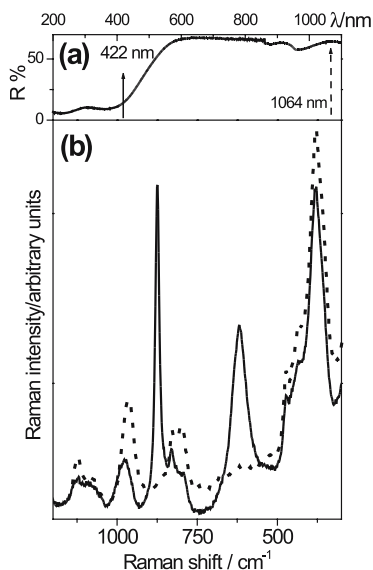 200 400 600 800 1000 λ/nm
(a)
422 nm
50
R %
1064 nm
0
(b)
Raman intensity/arbitrary units
1000 750 500
Raman shift / cm⁻¹